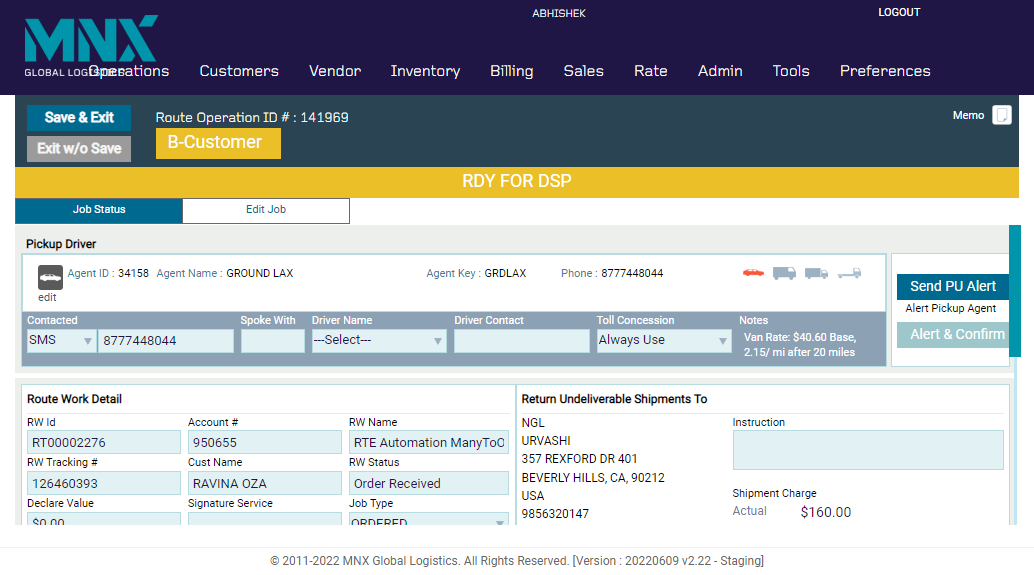 ABHISHEK
LOGOUT
MNX
GLOBAL LOGISTICS
Operations Customers Vendor Inventory Billing Sales Rate Admin Tools Preferences
Save & Exit
Route Operation ID # : 141969
Memo
Exit w/o Save
B-Customer
RDY FOR DSP
Job Status
Edit Job
Pickup Driver
Agent ID : 34158 Agent Name : GROUND LAX Agent Key : GRDLAX Phone : 8777448044
edit
Send PU Alert
Alert Pickup Agent
Alert & Confirm
Contacted Spoke With Driver Name Driver Contact Toll Concession Notes
SMS 8777448044 ---Select--- Always Use Van Rate: $40.60 Base,
2.15/ mi after 20 miles
Route Work Detail
RW Id Account # RW Name
RT00002276 950655 RTE Automation ManyToO
RW Tracking # Cust Name RW Status
126460393 RAVINA OZA Order Received
Declare Value Signature Service Job Type
$0.00 ORDERED
Return Undeliverable Shipments To
NGL
URVASHI
357 REXFORD DR 401
BEVERLY HILLS, CA, 90212
USA
9856320147
Instruction
Shipment Charge
Actual $160.00
© 2011-2022 MNX Global Logistics. All Rights Reserved. [Version : 20220609 v2.22 - Staging]